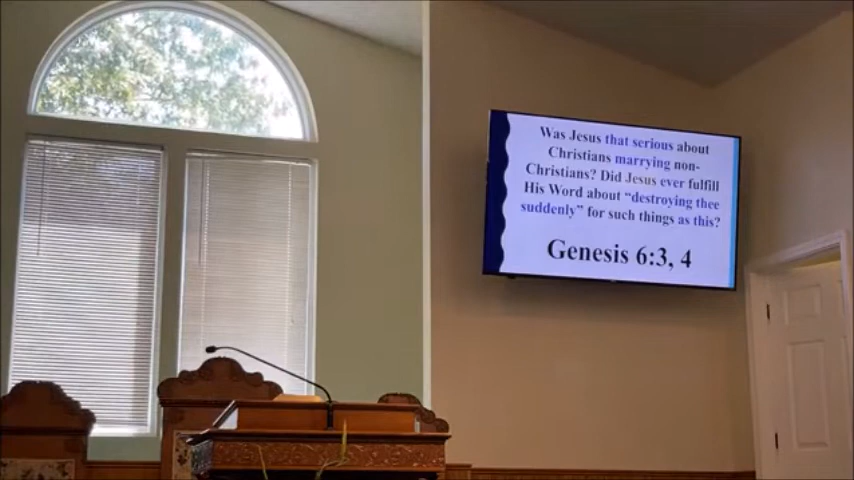 Was Jesus that serious about
Christians marrying non-
Christians? Did Jesus ever fulfill
His Word about “destroying thee
suddenly” for such things as this?
Genesis 6:3, 4